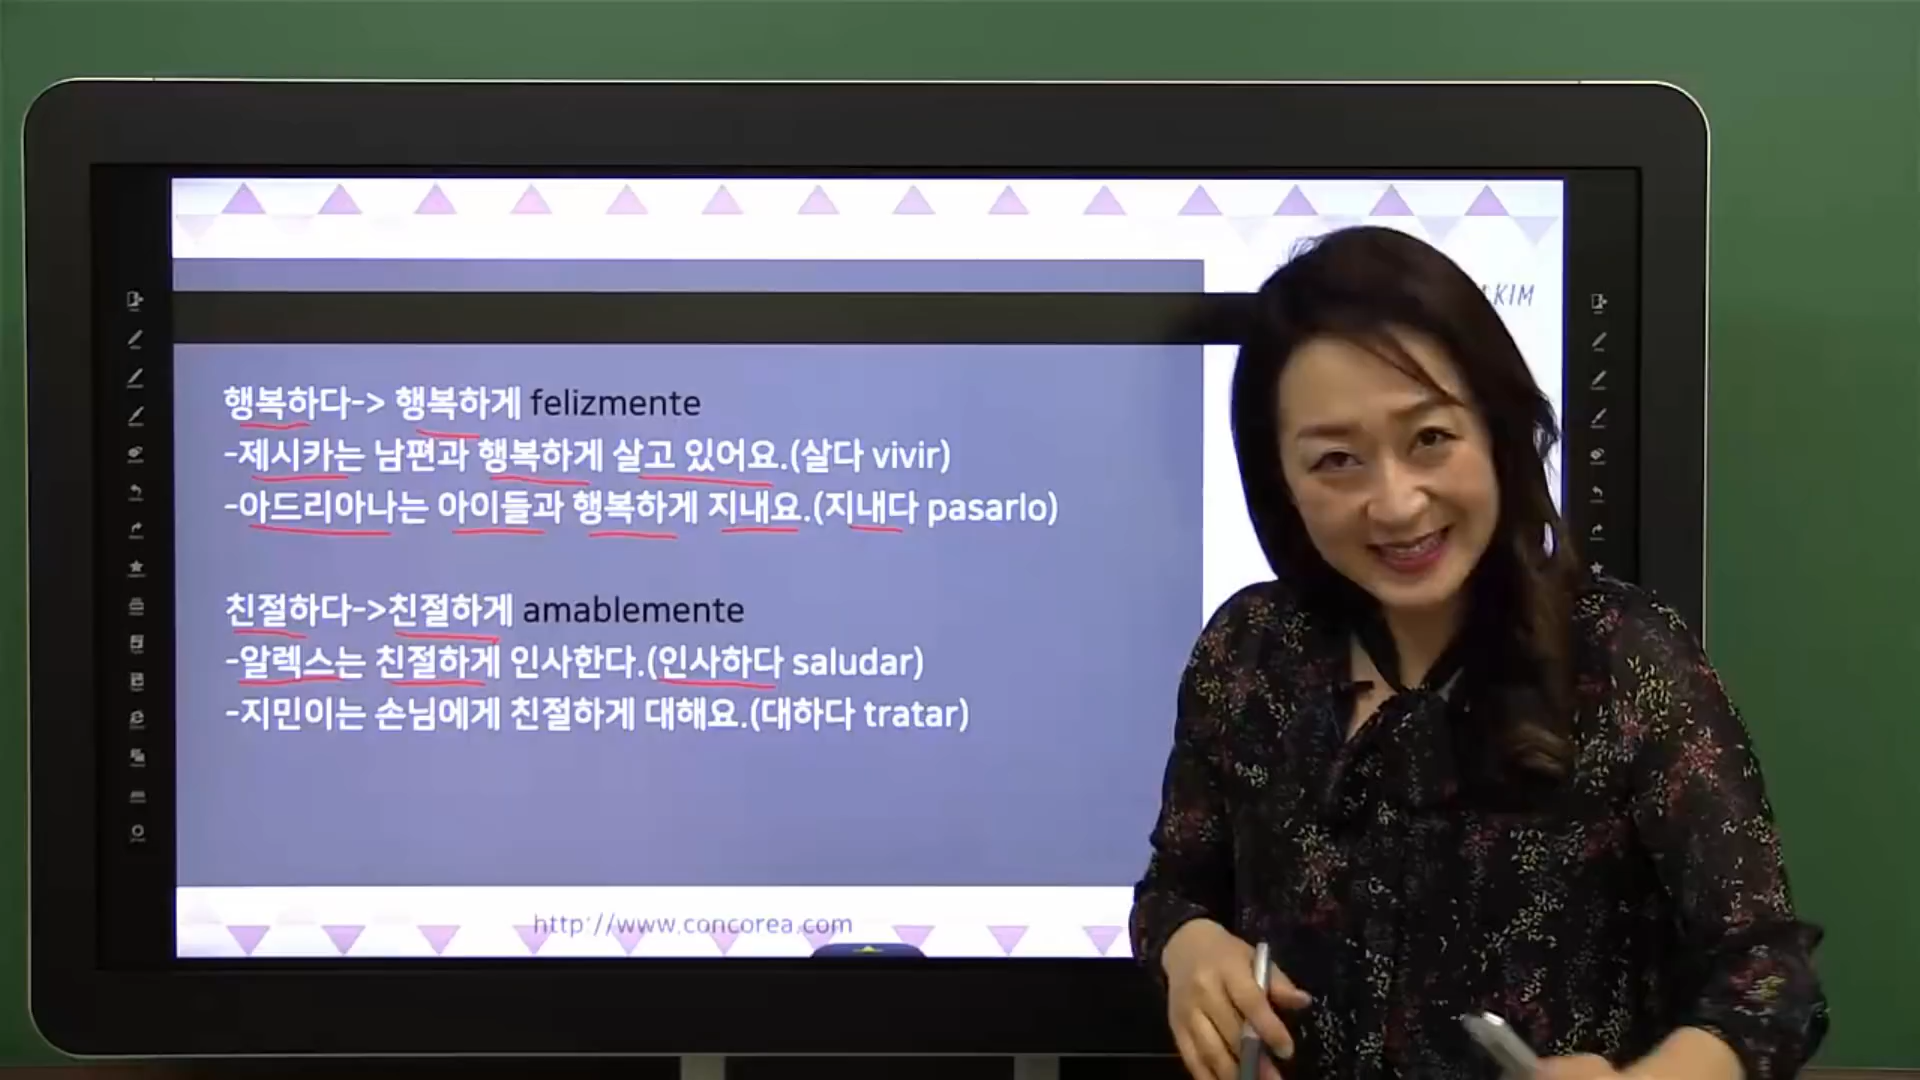 KIM
행복하다-> 행복하게 felizmente
-제시카는 남편과 행복하게 살고 있어요.(살다 vivir)
-아드리아나는 아이들과 행복하게 지내요.(지내다 pasarlo)
친절하다->친절하게 amablemente
-알렉스는 친절하게 인사한다.(인사하다 saludar)
-지민이는 손님에게 친절하게 대해요.(대하다 tratar)
http://www.concorea.com